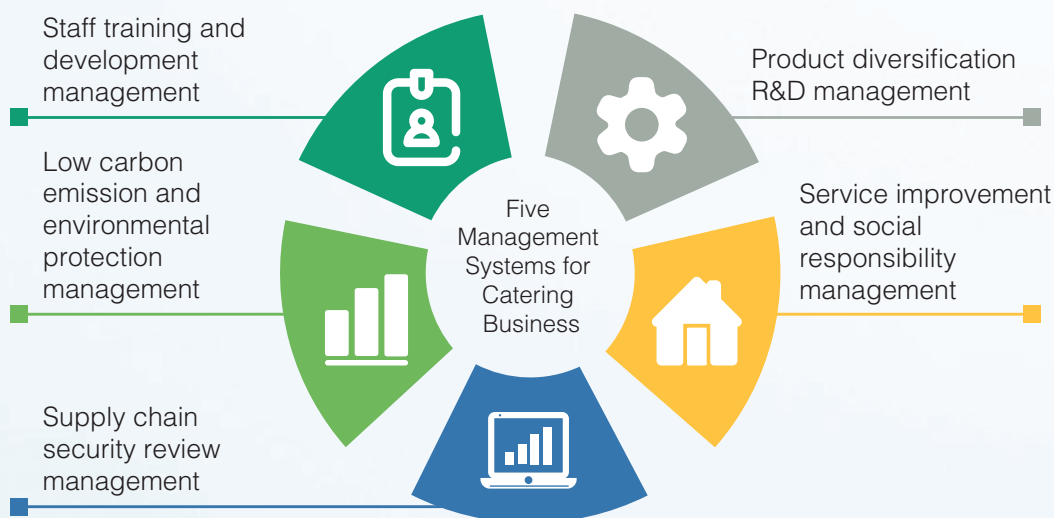 Staff training and
development
management
Low carbon
emission and
environmental
protection
management
Supply chain
security review
management
Five
Management
Systems for
Catering
Business
Product diversification
R&D management
Service improvement
and social
responsibility
management